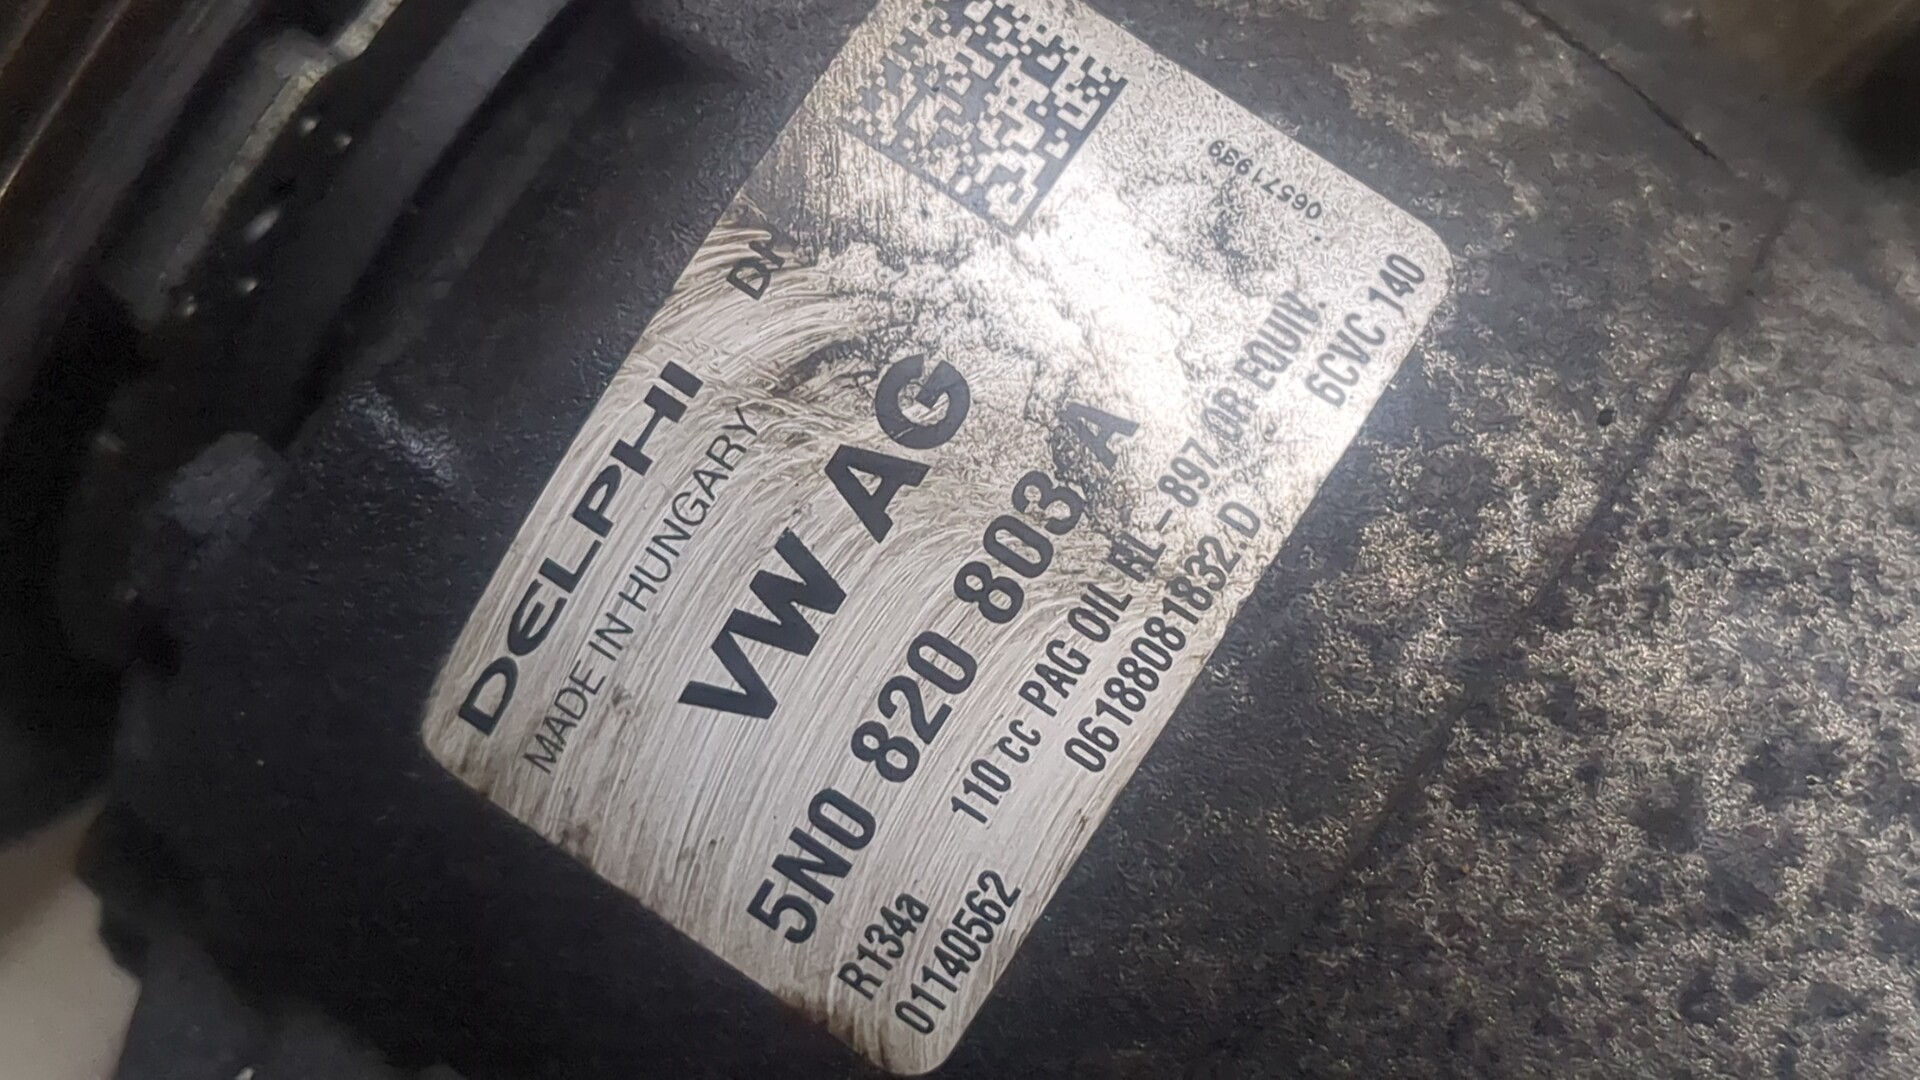 DELPHI
MADE IN HUNGARY
VW AG
5N0 820 803 A
R134a 110 CC PAG OIL RL-897 OR EQUIV.
01140562 06188081832.D 6CVC 140